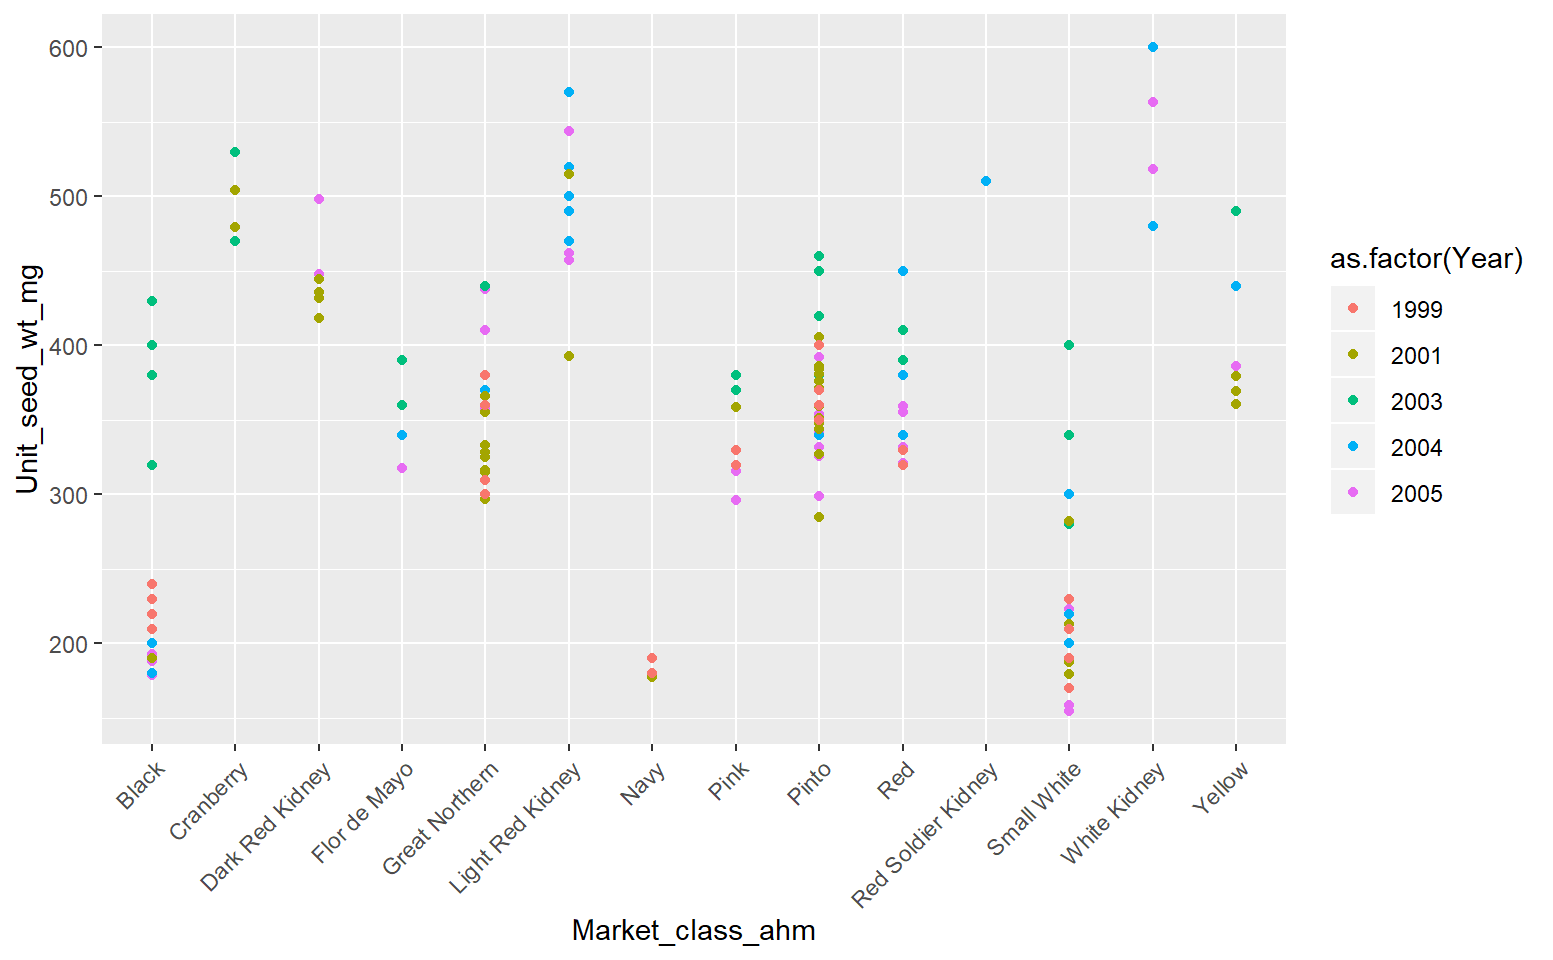 Unit_seed_wt_mg
600
500
400
300
200
Black
Cranberry
Dark Red Kidney
Flor de Mayo
Great Northern
Light Red Kidney
Navy
Pink
Pinto
Red
Red Soldier Kidney
Small White
White Kidney
Yellow
Market_class_ahm
as.factor(Year)
1999
2001
2003
2004
2005